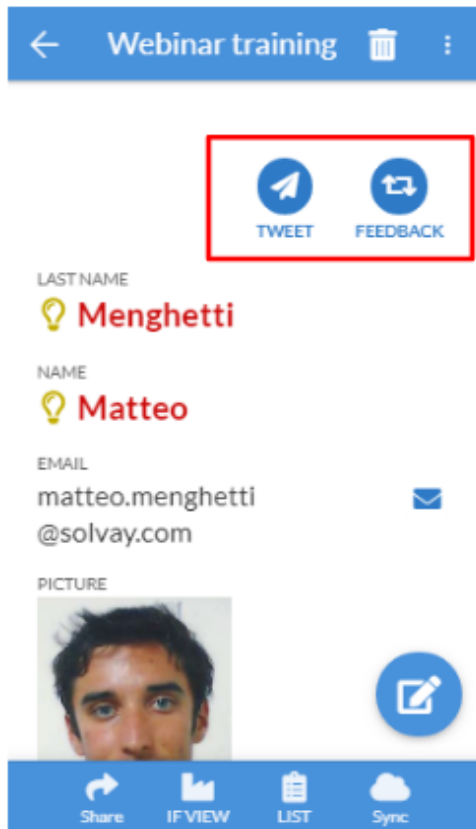 Webinar training
TWEET FEEDBACK
LAST NAME
Menghetti
NAME
Matteo
EMAIL
matteo.menghetti
@solvay.com
PICTURE
Share IF VIEW LIST Sync